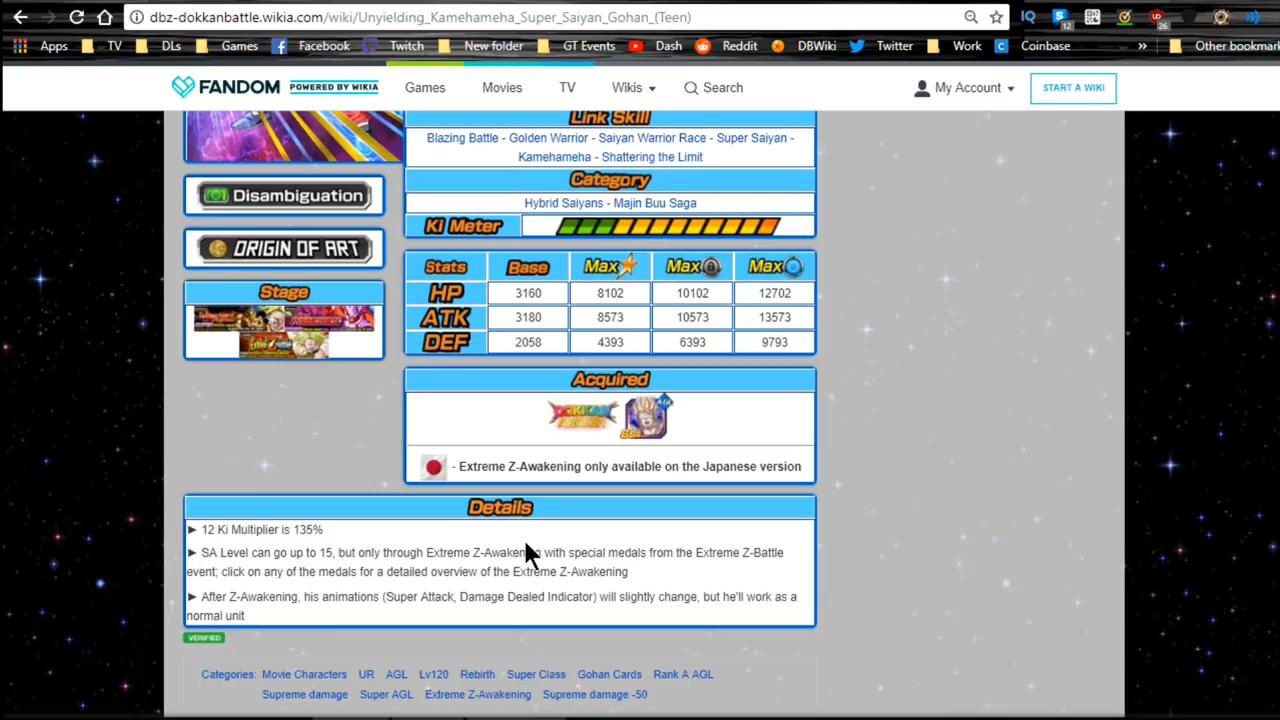 dbz-dokkanbattle.wikia.com/wiki/Unyielding_Kamehameha_Super_Saiyan_Gohan_(Teen)
IQ 12 26
Apps TV DLs Games Facebook Twitch New folder GT Events Dash Reddit DBWiki Twitter Work Coinbase » Other bookmar
FANDOM POWERED BY WIKIA Games Movies TV Wikis Search My Account START A WIKI
Link Skill
Blazing Battle - Golden Warrior - Saiyan Warrior Race - Super Saiyan -
Kamehameha - Shattering the Limit
Disambiguation
Category
Hybrid Saiyans - Majin Buu Saga
Ki Meter
ORIGIN OF ART
Stats Base Max Max Max
HP 3160 8102 10102 12702
ATK 3180 8573 10573 13573
DEF 2058 4393 6393 9793
Stage
Acquired
- Extreme Z-Awakening only available on the Japanese version
Details
► 12 Ki Multiplier is 135%
► SA Level can go up to 15, but only through Extreme Z-Awakening with special medals from the Extreme Z-Battle
event; click on any of the medals for a detailed overview of the Extreme Z-Awakening
► After Z-Awakening, his animations (Super Attack, Damage Dealed Indicator) will slightly change, but he'll work as a
normal unit
VERIFIED
Categories: Movie Characters UR AGL Lv120 Rebirth Super Class Gohan Cards Rank A AGL
Supreme damage Super AGL Extreme Z-Awakening Supreme damage -50